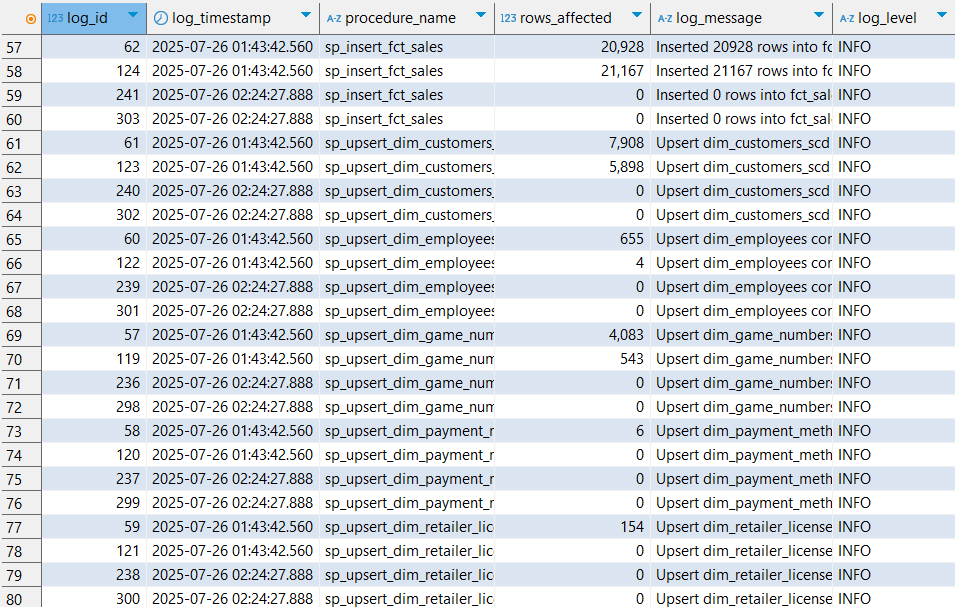 123 log_id log_timestamp A-Z procedure_name 123 rows_affected A-Z log_message A-Z log_level
57 62 2025-07-26 01:43:42.560 sp_insert_fct_sales 20,928 Inserted 20928 rows into fc INFO
58 124 2025-07-26 01:43:42.560 sp_insert_fct_sales 21,167 Inserted 21167 rows into fc INFO
59 241 2025-07-26 02:24:27.888 sp_insert_fct_sales 0 Inserted 0 rows into fct_sal INFO
60 303 2025-07-26 02:24:27.888 sp_insert_fct_sales 0 Inserted 0 rows into fct_sal INFO
61 61 2025-07-26 01:43:42.560 sp_upsert_dim_customers_ 7,908 Upsert dim_customers_scd INFO
62 123 2025-07-26 01:43:42.560 sp_upsert_dim_customers_ 5,898 Upsert dim_customers_scd INFO
63 240 2025-07-26 02:24:27.888 sp_upsert_dim_customers_ 0 Upsert dim_customers_scd INFO
64 302 2025-07-26 02:24:27.888 sp_upsert_dim_customers_ 0 Upsert dim_customers_scd INFO
65 60 2025-07-26 01:43:42.560 sp_upsert_dim_employees 655 Upsert dim_employees cor INFO
66 122 2025-07-26 01:43:42.560 sp_upsert_dim_employees 4 Upsert dim_employees cor INFO
67 239 2025-07-26 02:24:27.888 sp_upsert_dim_employees 0 Upsert dim_employees cor INFO
68 301 2025-07-26 02:24:27.888 sp_upsert_dim_employees 0 Upsert dim_employees cor INFO
69 57 2025-07-26 01:43:42.560 sp_upsert_dim_game_num 4,083 Upsert dim_game_numbers INFO
70 119 2025-07-26 01:43:42.560 sp_upsert_dim_game_num 543 Upsert dim_game_numbers INFO
71 236 2025-07-26 02:24:27.888 sp_upsert_dim_game_num 0 Upsert dim_game_numbers INFO
72 298 2025-07-26 02:24:27.888 sp_upsert_dim_game_num 0 Upsert dim_game_numbers INFO
73 58 2025-07-26 01:43:42.560 sp_upsert_dim_payment_r 6 Upsert dim_payment_meth INFO
74 120 2025-07-26 01:43:42.560 sp_upsert_dim_payment_r 0 Upsert dim_payment_meth INFO
75 237 2025-07-26 02:24:27.888 sp_upsert_dim_payment_r 0 Upsert dim_payment_meth INFO
76 299 2025-07-26 02:24:27.888 sp_upsert_dim_payment_r 0 Upsert dim_payment_meth INFO
77 59 2025-07-26 01:43:42.560 sp_upsert_dim_retailer_lic 154 Upsert dim_retailer_license INFO
78 121 2025-07-26 01:43:42.560 sp_upsert_dim_retailer_lic 0 Upsert dim_retailer_license INFO
79 238 2025-07-26 02:24:27.888 sp_upsert_dim_retailer_lic 0 Upsert dim_retailer_license INFO
80 300 2025-07-26 02:24:27.888 sp_upsert_dim_retailer_lic 0 Upsert dim_retailer_license INFO